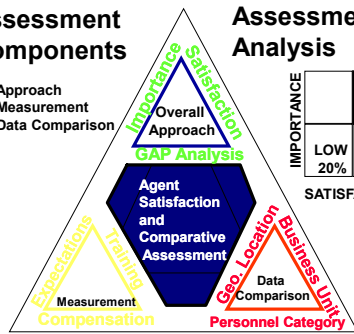 ssessment
omponents
Approach
Measurement
Data Comparison
Assessme
Analysis
Importance
Satisfaction
Overall
Approach
GAP Analysis
IMPORTANCE
LOW
20%
SATISFA
Agent
Satisfaction
and
Comparative
Assessment
Expectations
Training
Measurement
Compensation
Geo. Location
Business Unit
Data
Comparison
Personnel Category